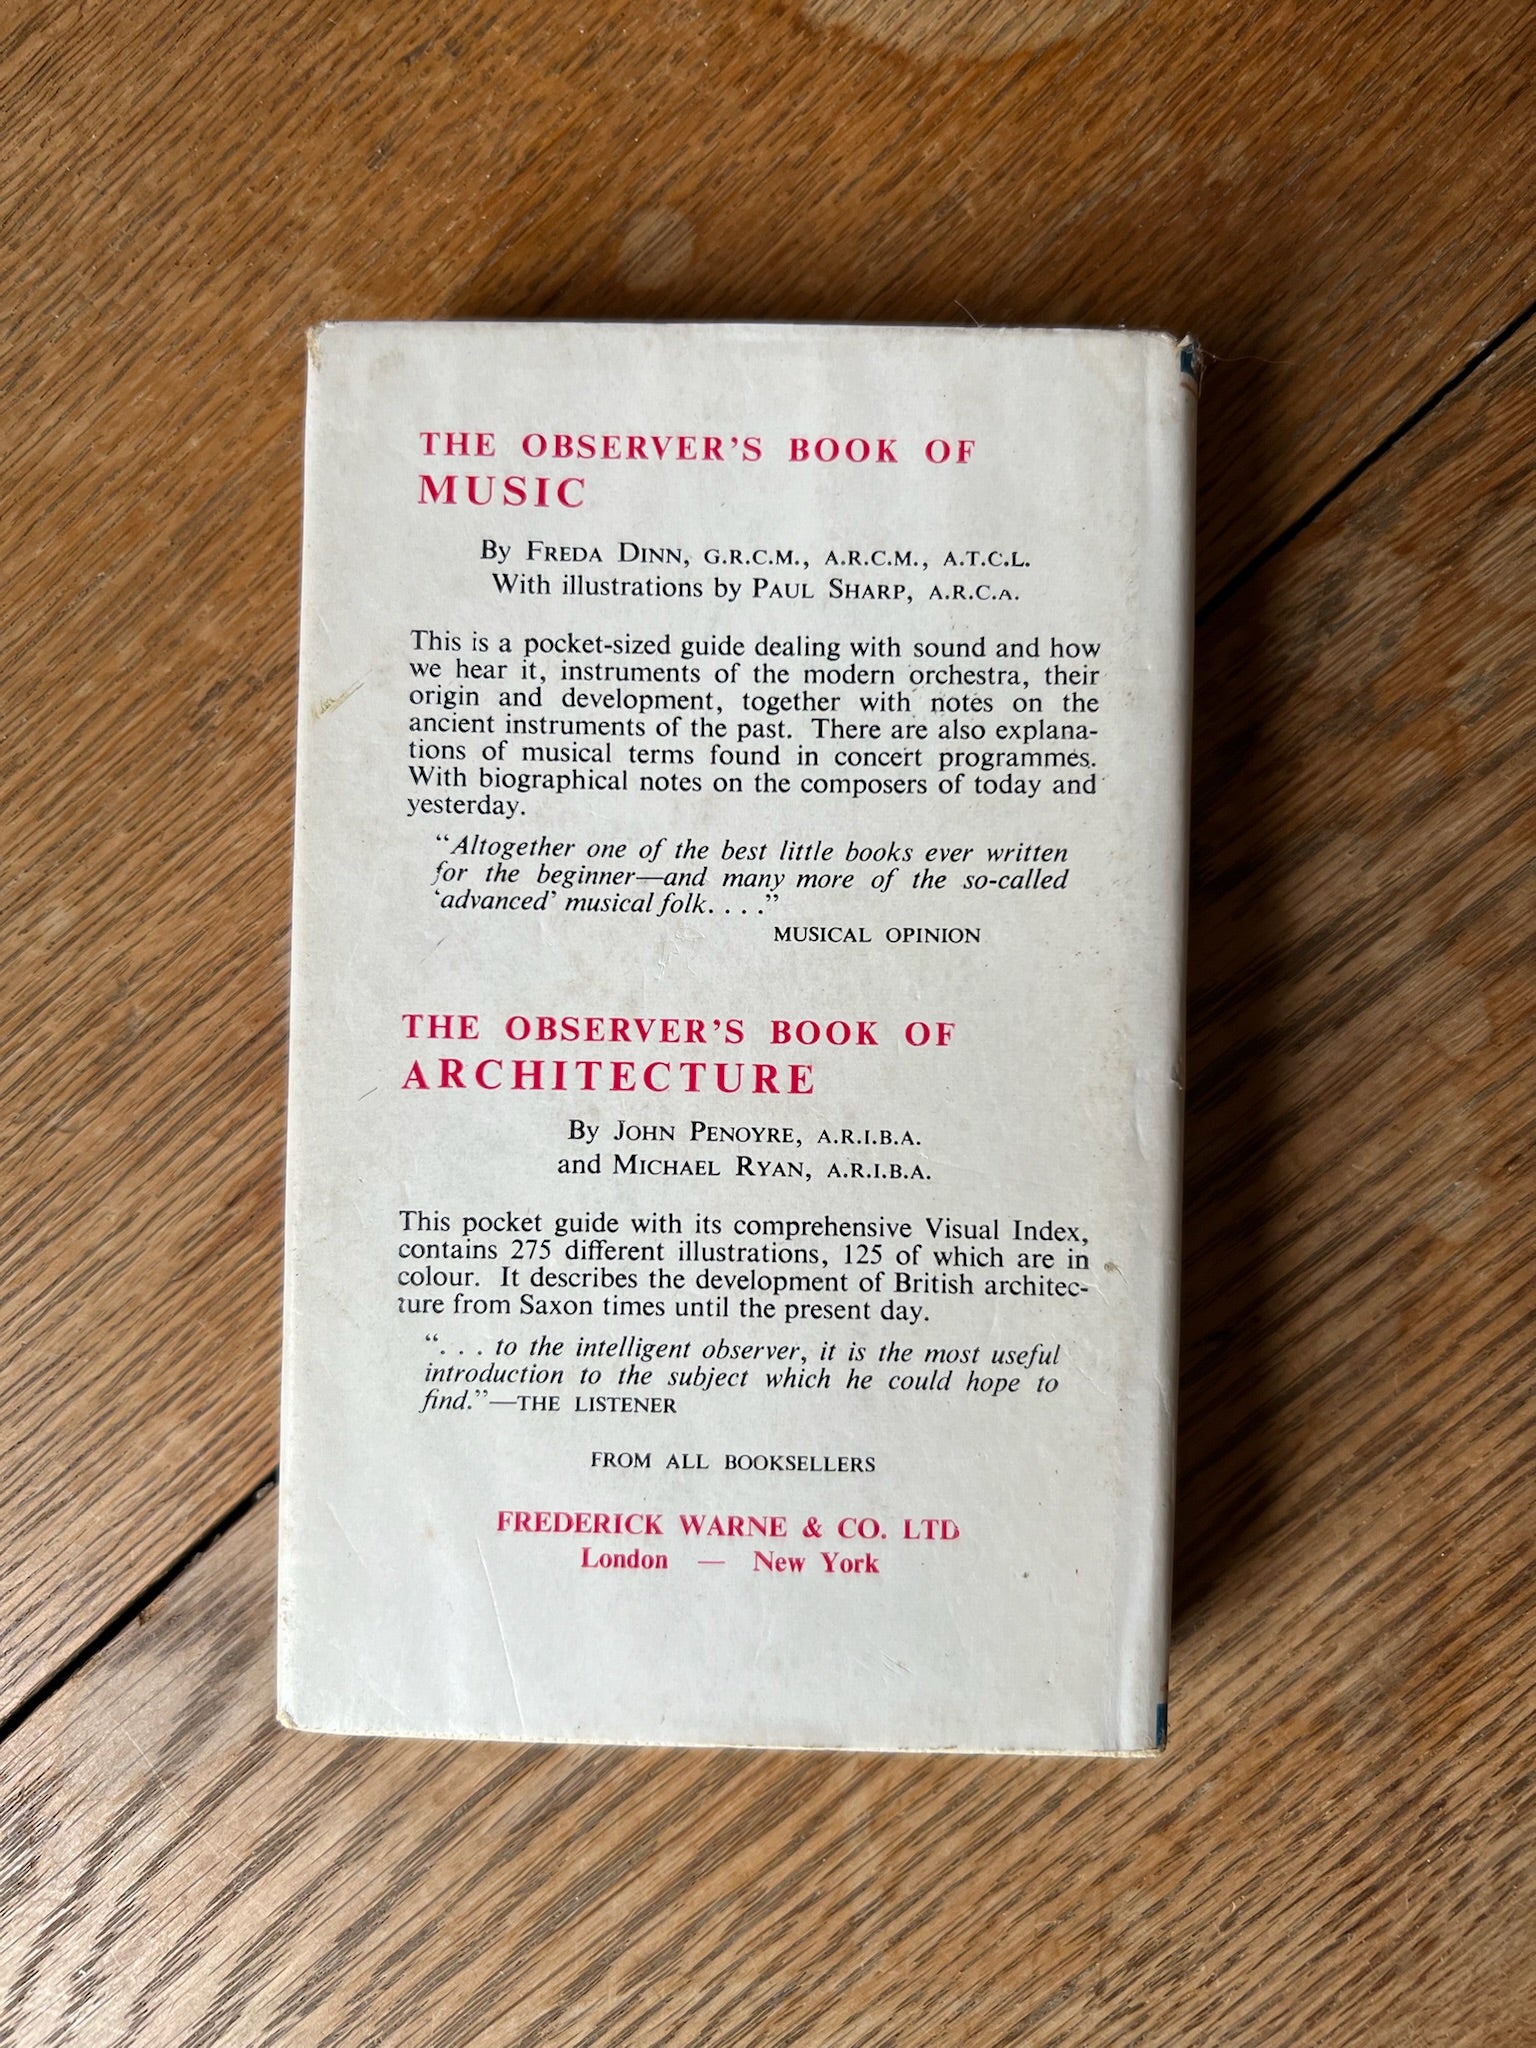 THE OBSERVER'S BOOK OF
MUSIC
By FREDA DINN, G.R.C.M., A.R.C.M., A.T.C.L.
With illustrations by PAUL SHARP, A.R.C.A.
This is a pocket-sized guide dealing with sound and how
we hear it, instruments of the modern orchestra, their
origin and development, together with notes on the
ancient instruments of the past. There are also explana-
tions of musical terms found in concert programmes.
With biographical notes on the composers of today and
yesterday.
“Altogether one of the best little books ever written
for the beginner—and many more of the so-called
‘advanced’ musical folk. . . .”
MUSICAL OPINION
THE OBSERVER'S BOOK OF
ARCHITECTURE
By JOHN PENOYRE, A.R.I.B.A.
and MICHAEL RYAN, A.R.I.B.A.
This pocket guide with its comprehensive Visual Index,
contains 275 different illustrations, 125 of which are in
colour. It describes the development of British architec-
ture from Saxon times until the present day.
“. . . to the intelligent observer, it is the most useful
introduction to the subject which he could hope to
find.”—THE LISTENER
FROM ALL BOOKSELLERS
FREDERICK WARNE & CO. LTD
London — New York